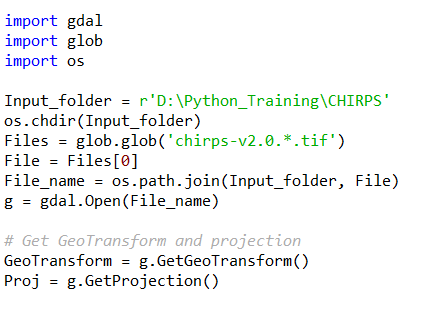 import gdal
import glob
import os
Input_folder = r'D:\Python_Training\CHIRPS'
os.chdir(Input_folder)
Files = glob.glob('chirps-v2.0.*.tif')
File = Files[0]
File_name = os.path.join(Input_folder, File)
g = gdal.Open(File_name)
# Get GeoTransform and projection
GeoTransform = g.GetGeoTransform()
Proj = g.GetProjection()